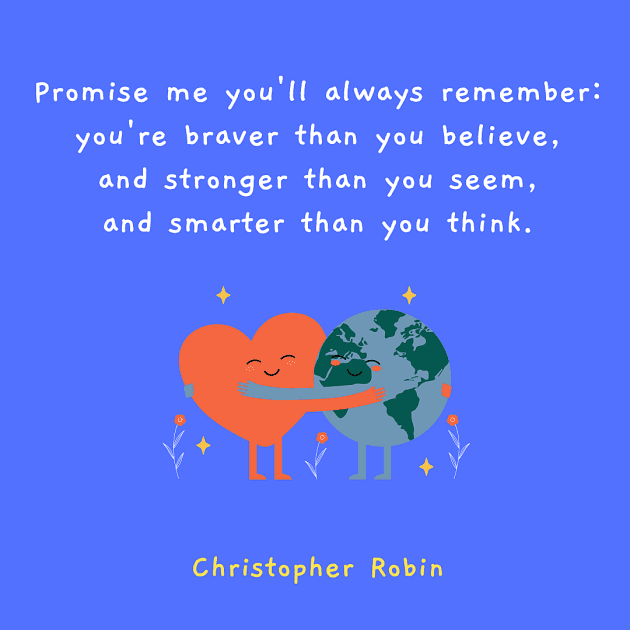 Promise me you'll always remember:
you're braver than you believe,
and stronger than you seem,
and smarter than you think.
Christopher Robin